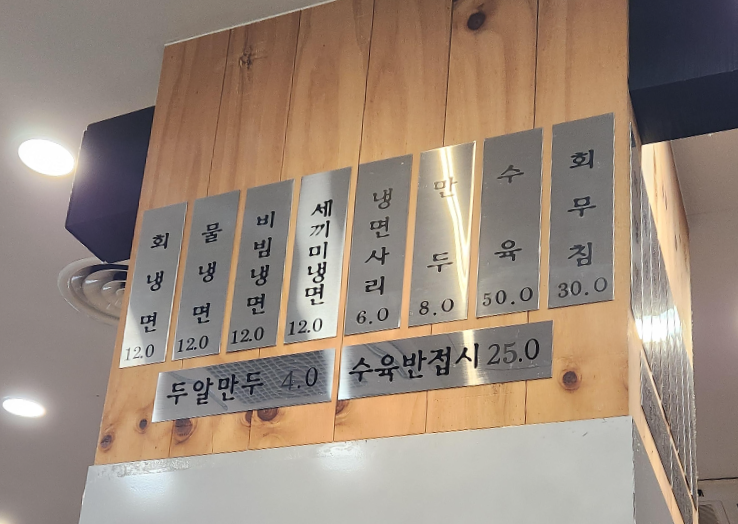 회냉면 12.0
물냉면 12.0
비빔냉면 12.0
세끼미냉면 12.0
냉면사리 6.0
만두 8.0
수육 50.0
회무침 30.0
두알만두 4.0
수육반접시 25.0